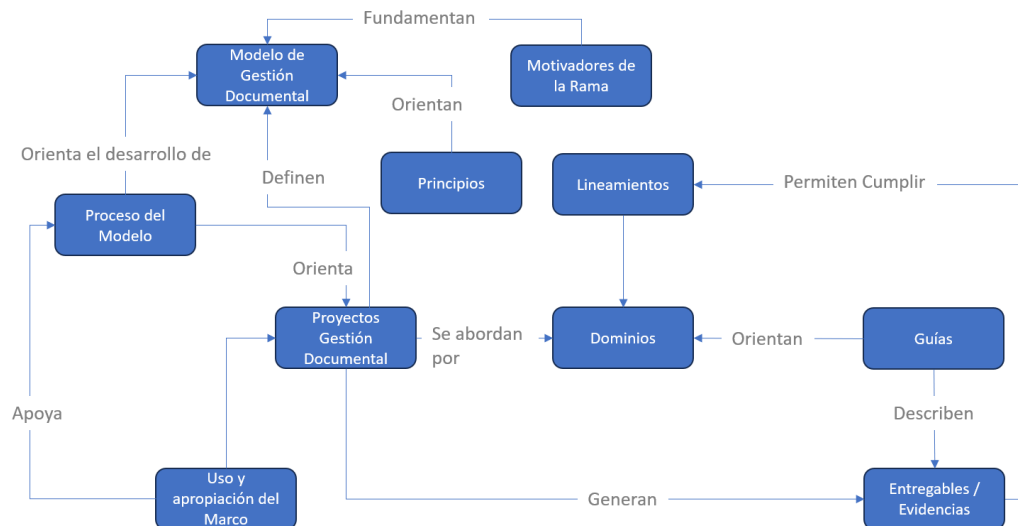 Fundamentan
Modelo de
Gestión
Documental
Motivadores de
la Rama
Orientan
Orienta el desarrollo de
Definen
Principios
Lineamientos
Permiten Cumplir
Proceso del
Modelo
Orienta
Proyectos
Gestión
Documental
Se abordan
por
Dominios
Orientan
Guías
Apoya
Describen
Uso y
apropiación del
Marco
Generan
Entregables /
Evidencias